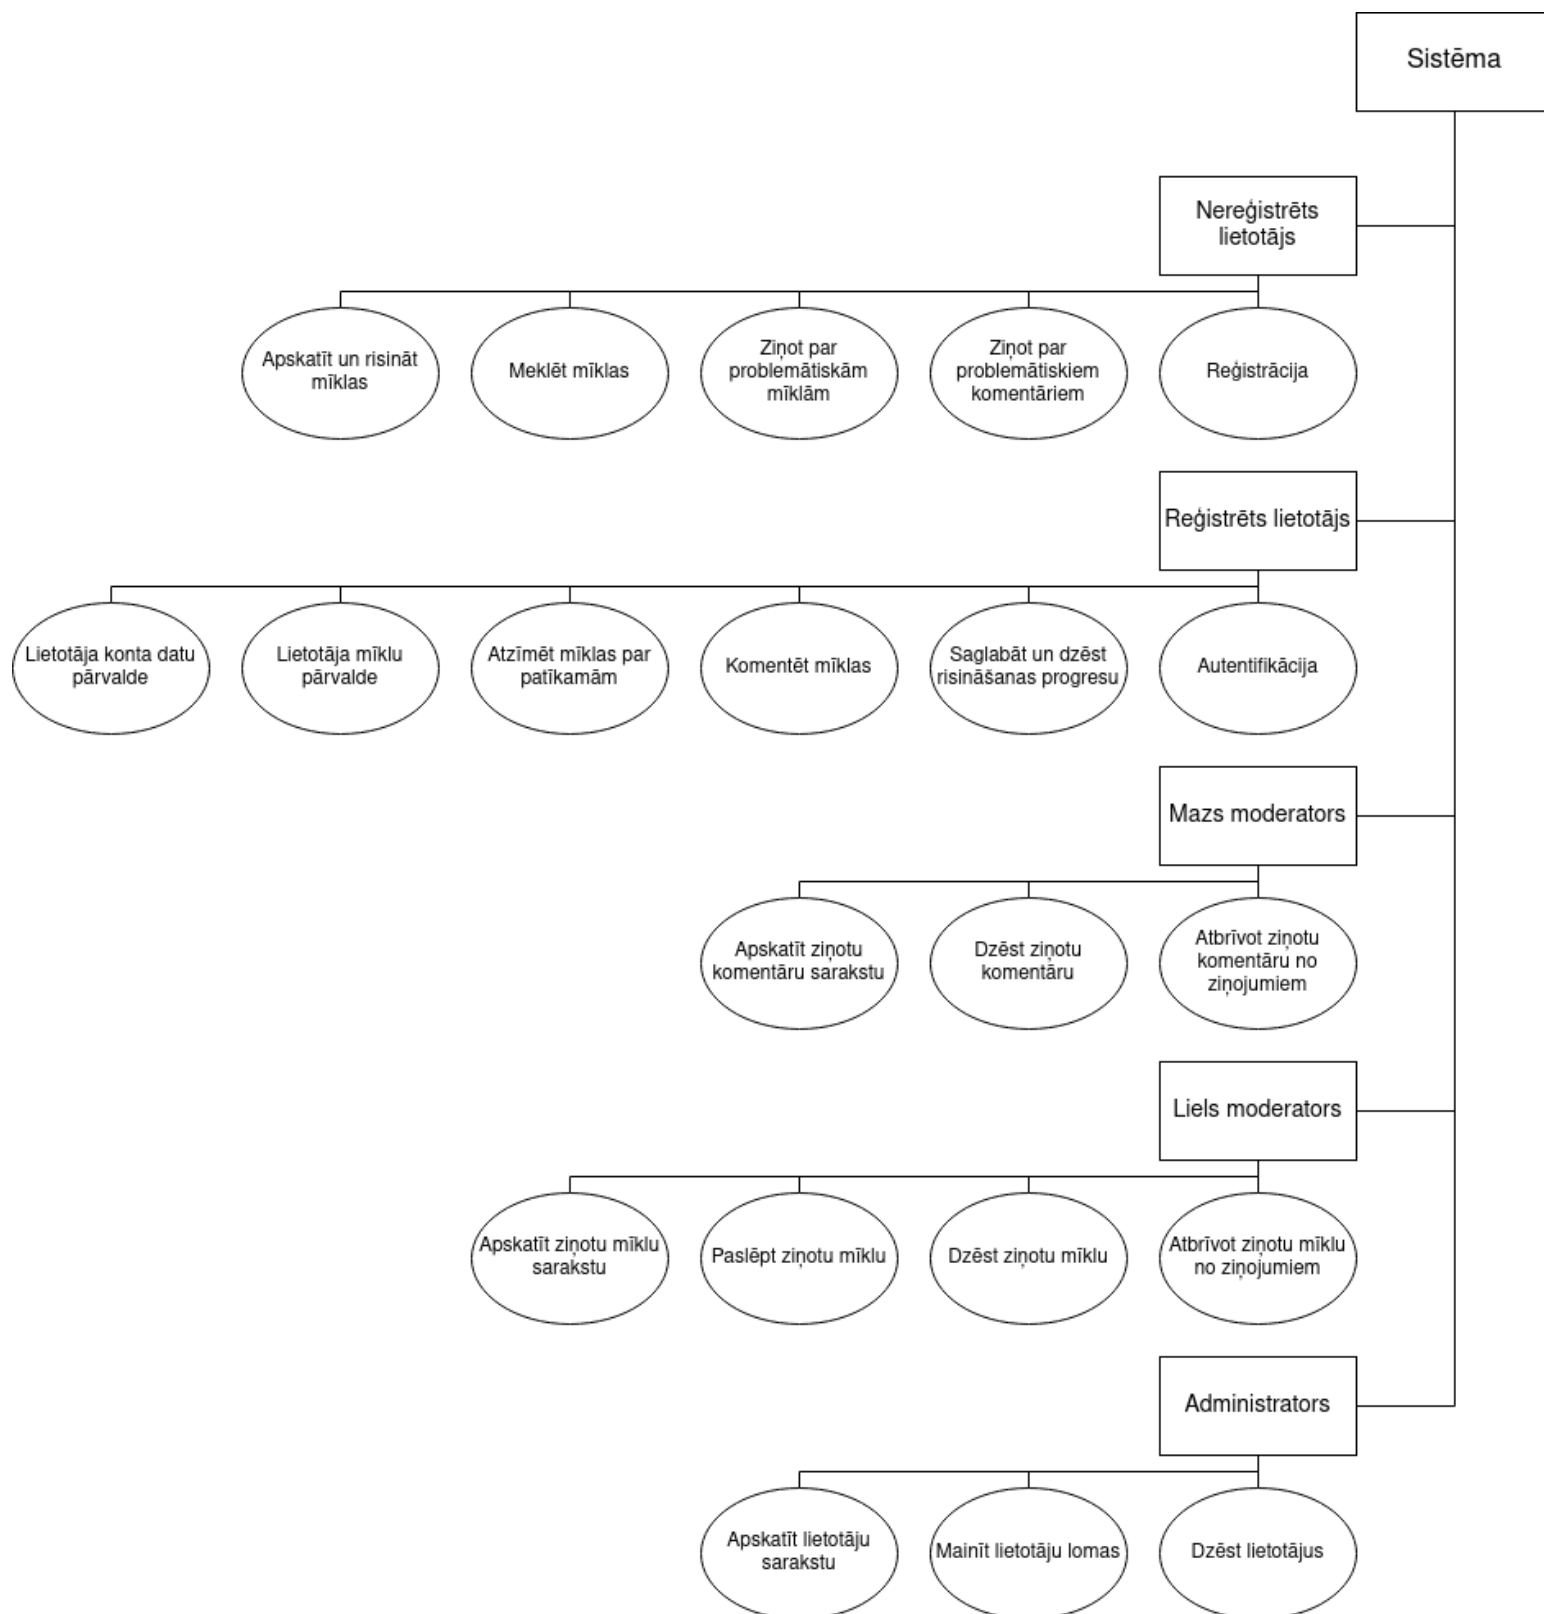 Sistēma
Nereģistrēts
lietotājs
Apskatīt un risināt
mīklas
Meklēt mīklas
Ziņot par
problemātiskām
mīklām
Ziņot par
problemātiskiem
komentāriem
Reģistrācija
Reģistrēts lietotājs
Lietotāja konta datu
pārvalde
Lietotāja mīklu
pārvalde
Atzīmēt mīklas par
patīkamām
Komentēt mīklas
Saglabāt un dzēst
risināšanas progresu
Autentifikācija
Mazs moderators
Apskatīt ziņotu
komentāru sarakstu
Dzēst ziņotu
komentāru
Atbrīvot ziņotu
komentāru no
ziņojumiem
Liels moderators
Apskatīt ziņotu mīklu
sarakstu
Paslēpt ziņotu mīklu
Dzēst ziņotu mīklu
Atbrīvot ziņotu mīklu
no ziņojumiem
Administrators
Apskatīt lietotāju
sarakstu
Mainīt lietotāju lomas
Dzēst lietotājus